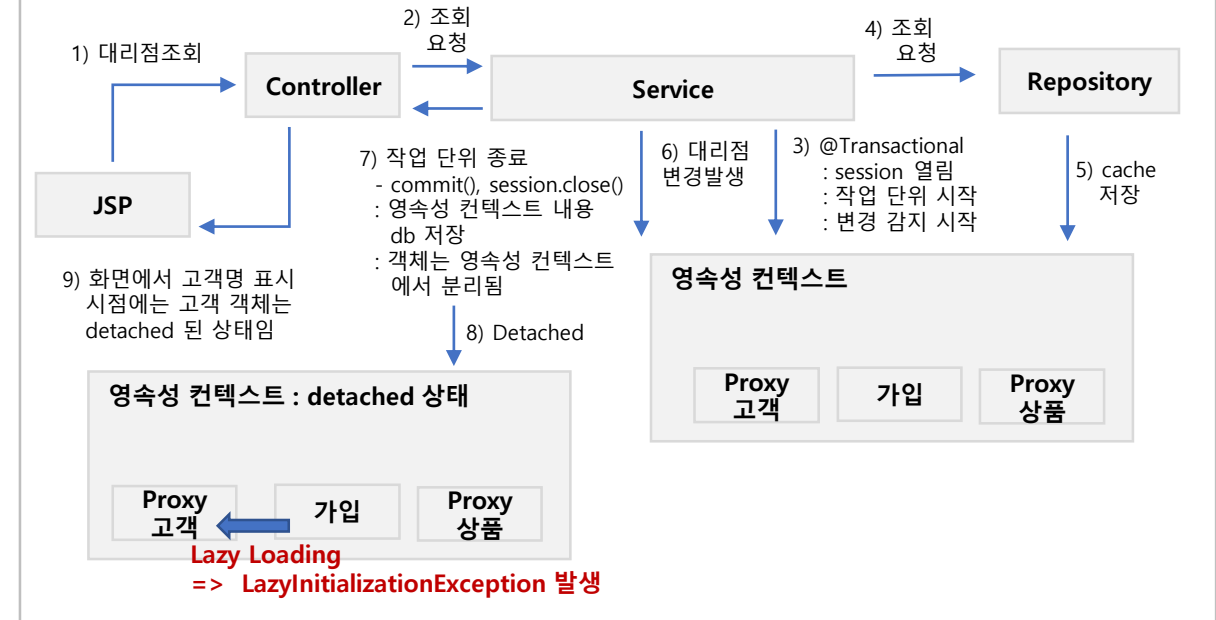 2) 조회
요청
4) 조회
요청
1) 대리점조회
Controller
Service
Repository
7) 작업 단위 종료
- commit(), session.close()
: 영속성 컨텍스트 내용
db 저장
: 객체는 영속성 컨텍스트
에서 분리됨
6) 대리점
변경발생
3) @Transactional
: session 열림
: 작업 단위 시작
: 변경 감지 시작
5) cache
저장
JSP
9) 화면에서 고객명 표시
시점에는 고객 객체는
detached 된 상태임
8) Detached
영속성 컨텍스트
Proxy
고객
가입
Proxy
상품
영속성 컨텍스트 : detached 상태
Proxy
고객
가입
Proxy
상품
Lazy Loading
=> LazyInitializationException 발생